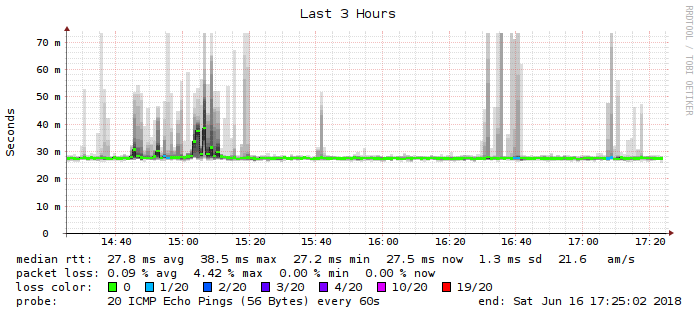 Last 3 Hours
RRDTOOL / TOBI OETIKER
Seconds
70 m
60 m
50 m
40 m
30 m
20 m
10 m
0
14:40 15:00 15:20 15:40 16:00 16:20 16:40 17:00 17:20
median rtt: 27.8 ms avg 38.5 ms max 27.2 ms min 27.5 ms now 1.3 ms sd 21.6 am/s
packet loss: 0.09 % avg 4.42 % max 0.00 % min 0.00 % now
loss color: 0 1/20 2/20 3/20 4/20 10/20 19/20
probe: 20 ICMP Echo Pings (56 Bytes) every 60s end: Sat Jun 16 17:25:02 2018